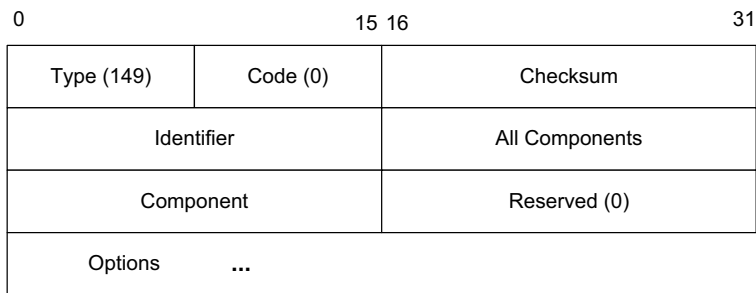 0 15 16 31
Type (149) Code (0) Checksum
Identifier All Components
Component Reserved (0)
Options ...